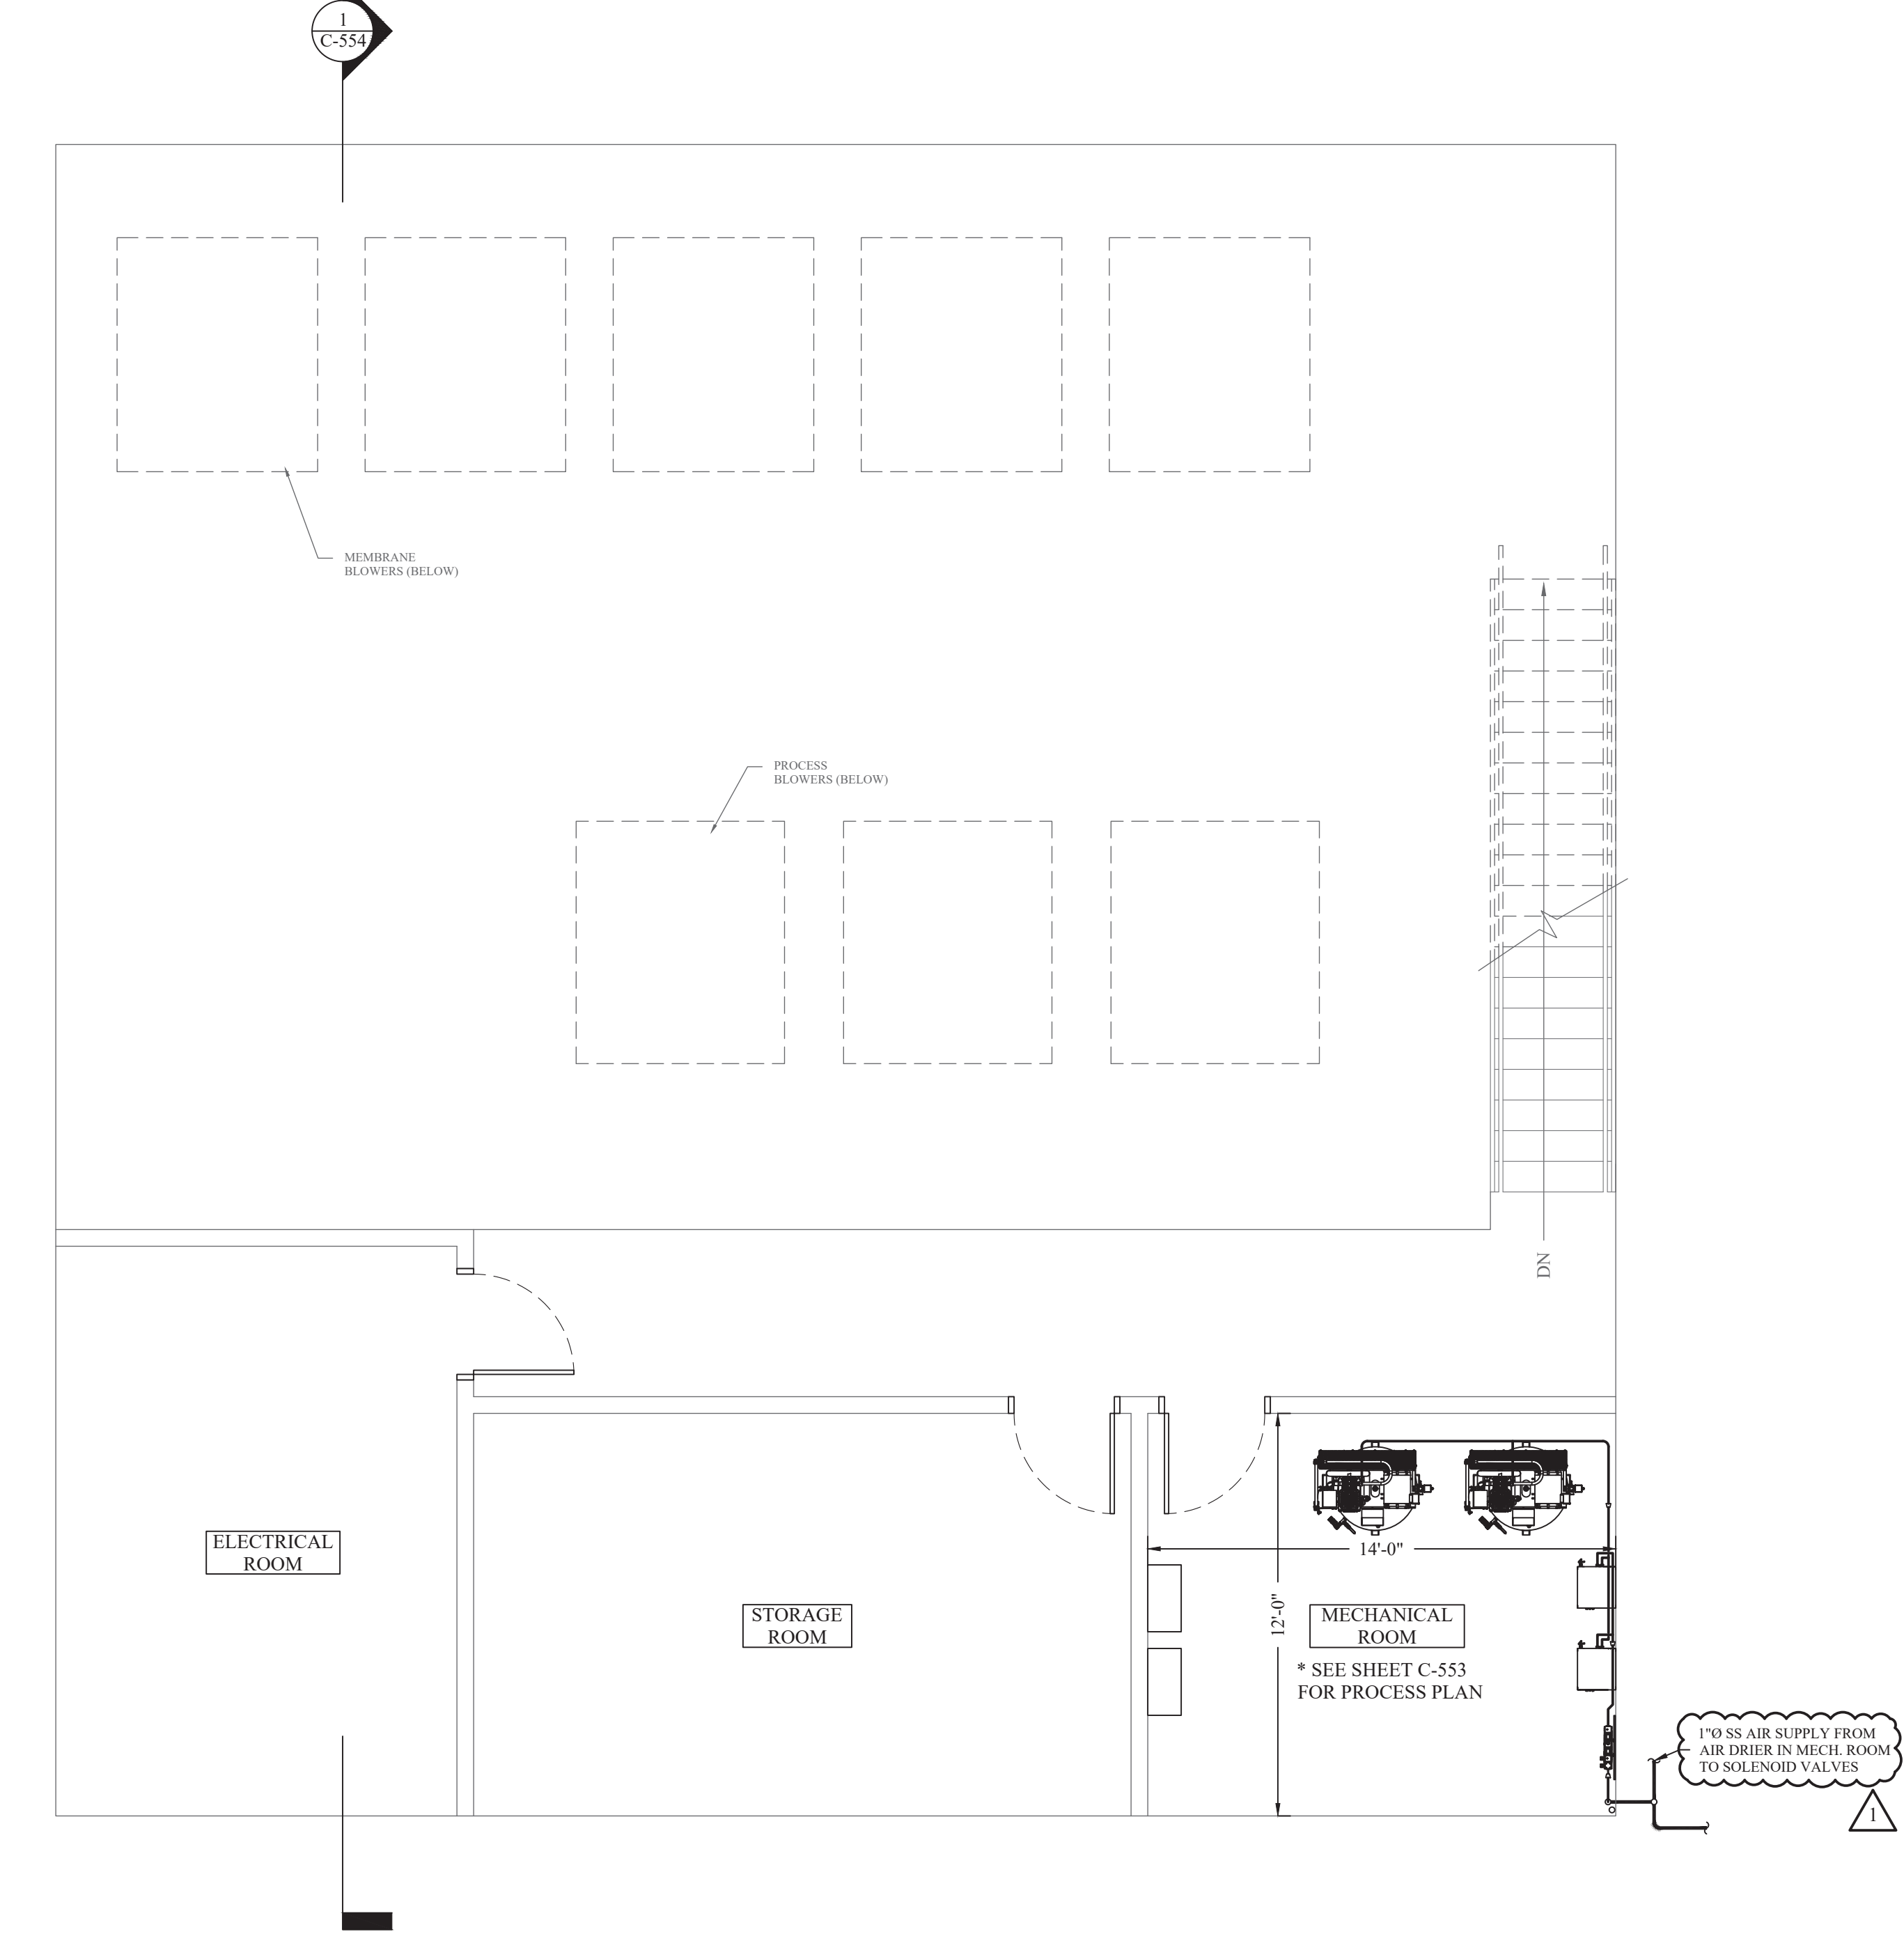 1
C-554
MEMBRANE
BLOWERS (BELOW)
PROCESS
BLOWERS (BELOW)
DN
ELECTRICAL
ROOM
STORAGE
ROOM
14'-0"
12'-0"
MECHANICAL
ROOM
* SEE SHEET C-553
FOR PROCESS PLAN
1"Ø SS AIR SUPPLY FROM
AIR DRIER IN MECH. ROOM
TO SOLENOID VALVES
1